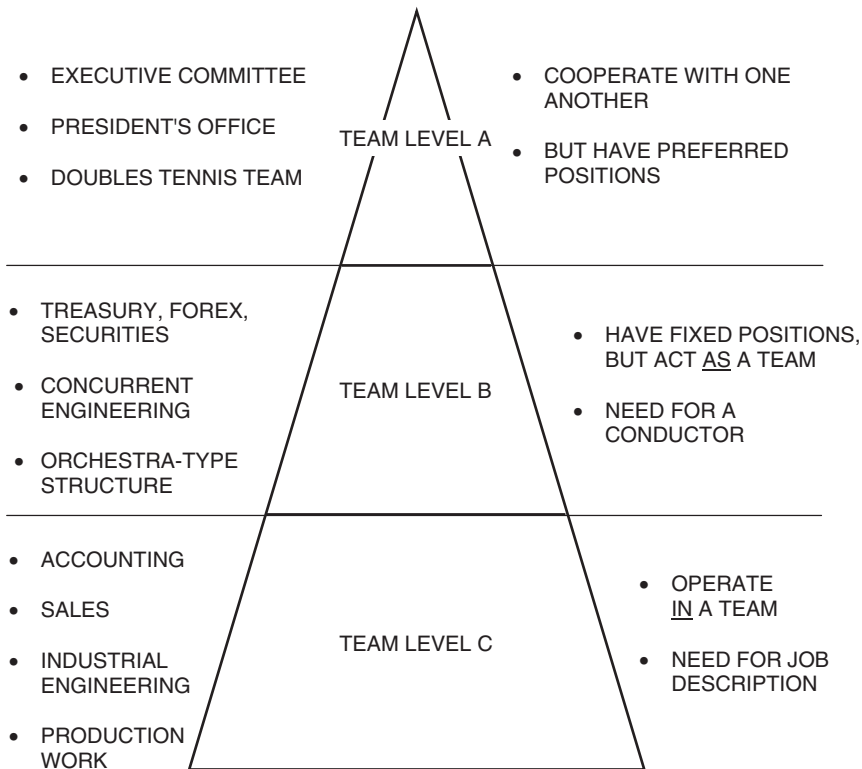 • EXECUTIVE COMMITTEE
• PRESIDENT'S OFFICE
• DOUBLES TENNIS TEAM
TEAM LEVEL A
• COOPERATE WITH ONE
ANOTHER
• BUT HAVE PREFERRED
POSITIONS
• TREASURY, FOREX,
SECURITIES
• CONCURRENT
ENGINEERING
• ORCHESTRA-TYPE
STRUCTURE
TEAM LEVEL B
• HAVE FIXED POSITIONS,
BUT ACT AS A TEAM
• NEED FOR A
CONDUCTOR
• ACCOUNTING
• SALES
• INDUSTRIAL
ENGINEERING
• PRODUCTION
WORK
TEAM LEVEL C
• OPERATE
IN A TEAM
• NEED FOR JOB
DESCRIPTION